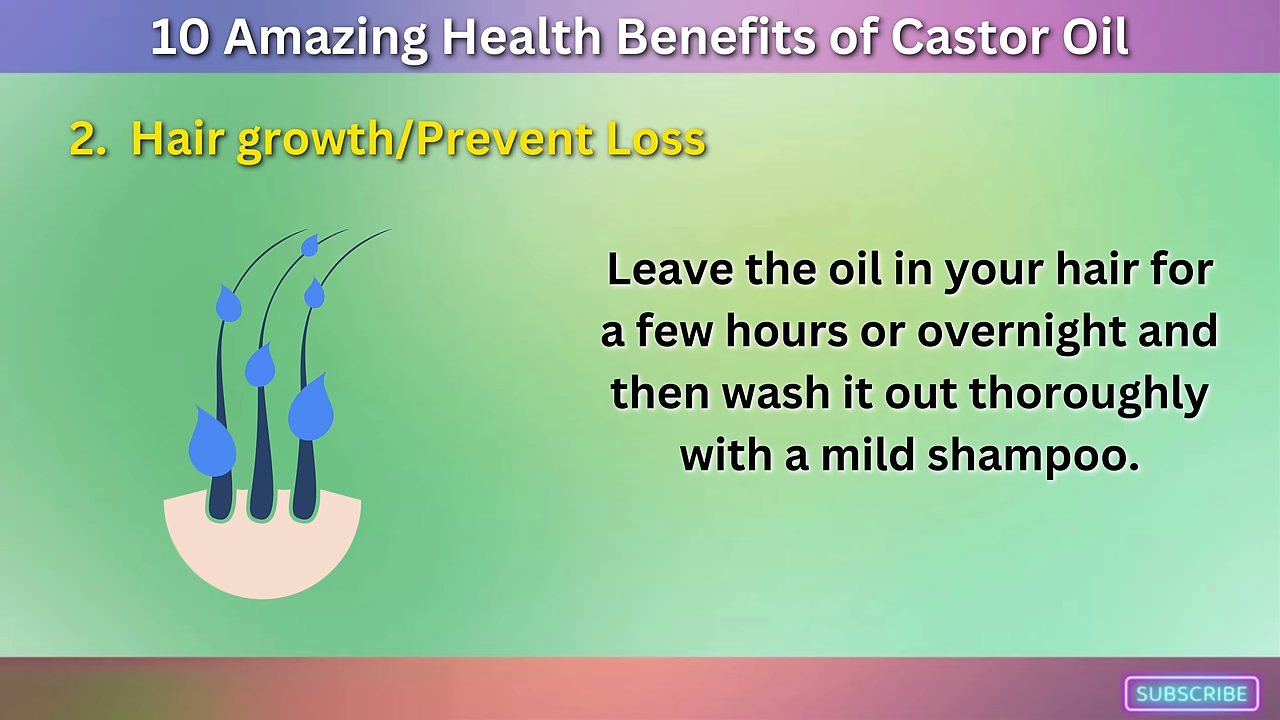 10 Amazing Health Benefits of Castor Oil
2. Hair growth/Prevent Loss
Leave the oil in your hair for
a few hours or overnight and
then wash it out thoroughly
with a mild shampoo.
SUBSCRIBE